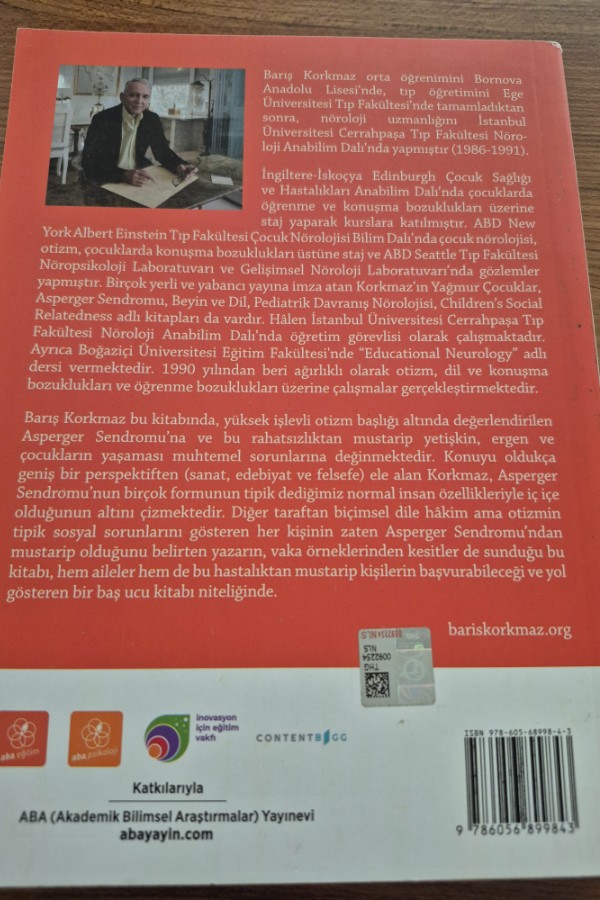 Barış Korkmaz orta öğrenimini Bornova
Anadolu Lisesi'nde, tıp öğretimini Ege
Üniversitesi Tıp Fakültesi'nde tamamladıktan
sonra, nöroloji uzmanlığını İstanbul
Üniversitesi Cerrahpaşa Tıp Fakültesi Nöro-
loji Anabilim Dalı'nda yapmıştır (1986-1991).
İngiltere-İskoçya Edinburgh Çocuk Sağlığı
ve Hastalıkları Anabilim Dalı'nda çocuklarda
öğrenme ve konuşma bozuklukları üzerine
staj yaparak kurslara katılmıştır. ABD New
York Albert Einstein Tıp Fakültesi Çocuk Nörolojisi Bilim Dalı'nda çocuk nörolojisi,
otizm, çocuklarda konuşma bozuklukları üstüne staj ve ABD Seattle Tıp Fakültesi
Nöropsikoloji Laboratuvarı ve Gelişimsel Nöroloji Laboratuvarı'nda gözlemler
yapmıştır. Birçok yerli ve yabancı yayına imza atan Korkmaz'ın Yağmur Çocuklar,
Asperger Sendromu, Beyin ve Dil, Pediatrik Davranış Nörolojisi, Children's Social
Relatedness adlı kitapları da vardır. Hâlen İstanbul Üniversitesi Cerrahpaşa Tıp
Fakültesi Nöroloji Anabilim Dalı'nda öğretim görevlisi olarak çalışmaktadır.
Ayrıca Boğaziçi Üniversitesi Eğitim Fakültesi'nde “Educational Neurology” adlı
dersi vermektedir. 1990 yılından beri ağırlıklı olarak otizm, dil ve konuşma
bozuklukları ve öğrenme bozuklukları üzerine çalışmalar gerçekleştirmektedir.
Barış Korkmaz bu kitabında, yüksek işlevli otizm başlığı altında değerlendirilen
Asperger Sendromu'na ve bu rahatsızlıktan mustarip yetişkin, ergen ve
çocukların yaşaması muhtemel sorunlarına değinmektedir. Konuyu oldukça
geniş bir perspektiften (sanat, edebiyat ve felsefe) ele alan Korkmaz, Asperger
Sendromu'nun birçok formunun tipik dediğimiz normal insan özellikleriyle iç içe
olduğunun altını çizmektedir. Diğer taraftan biçimsel dile hâkim ama otizmin
tipik sosyal sorunlarını gösteren her kişinin zaten Asperger Sendromu'ndan
mustarip olduğunu belirten yazarın, vaka örneklerinden kesitler de sunduğu bu
kitabı, hem aileler hem de bu hastalıktan mustarip kişilerin başvurabileceği ve yol
gösteren bir baş ucu kitabı niteliğinde.
bariskorkmaz.org
0092254 NLS
THG
0092254
NLS
aba eğitim
aba psikoloji
inovasyon
için eğitim
vakfı
CONTENTBIGG
Katkılarıyla
ABA (Akademik Bilimsel Araştırmalar) Yayınevi
abayayin.com
ISBN 978-605-68998-4-3
9 786056 899843